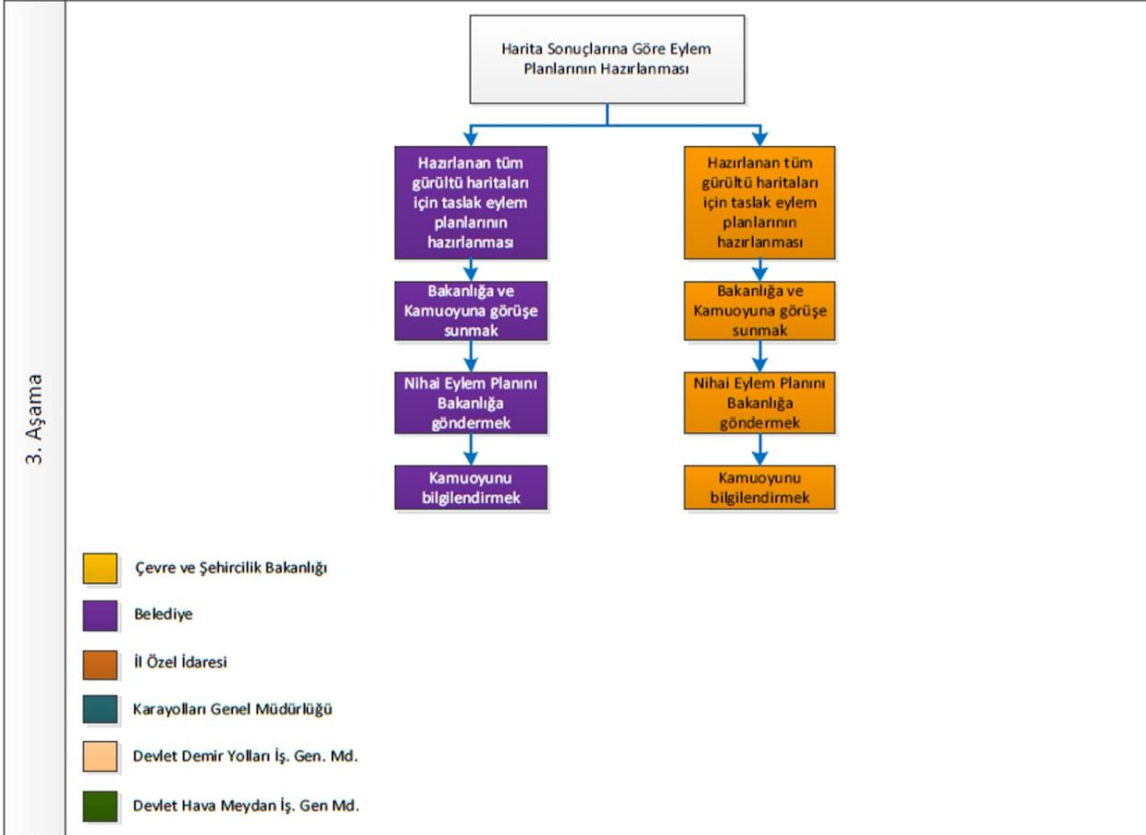 3. Aşama
Harita Sonuçlarına Göre Eylem
Planlarının Hazırlanması
Hazırlanan tüm
gürültü haritaları
için taslak eylem
planlarının
hazırlanması
Bakanlığa ve
Kamuoyuna görüşe
sunmak
Nihai Eylem Planını
Bakanlığa
göndermek
Kamuoyunu
bilgilendirmek
Hazırlanan tüm
gürültü haritaları
için taslak eylem
planlarının
hazırlanması
Bakanlığa ve
Kamuoyuna görüşe
sunmak
Nihai Eylem Planını
Bakanlığa
göndermek
Kamuoyunu
bilgilendirmek
Çevre ve Şehircilik Bakanlığı
Belediye
İl Özel İdaresi
Karayolları Genel Müdürlüğü
Devlet Demir Yolları İş. Gen. Md.
Devlet Hava Meydan İş. Gen Md.